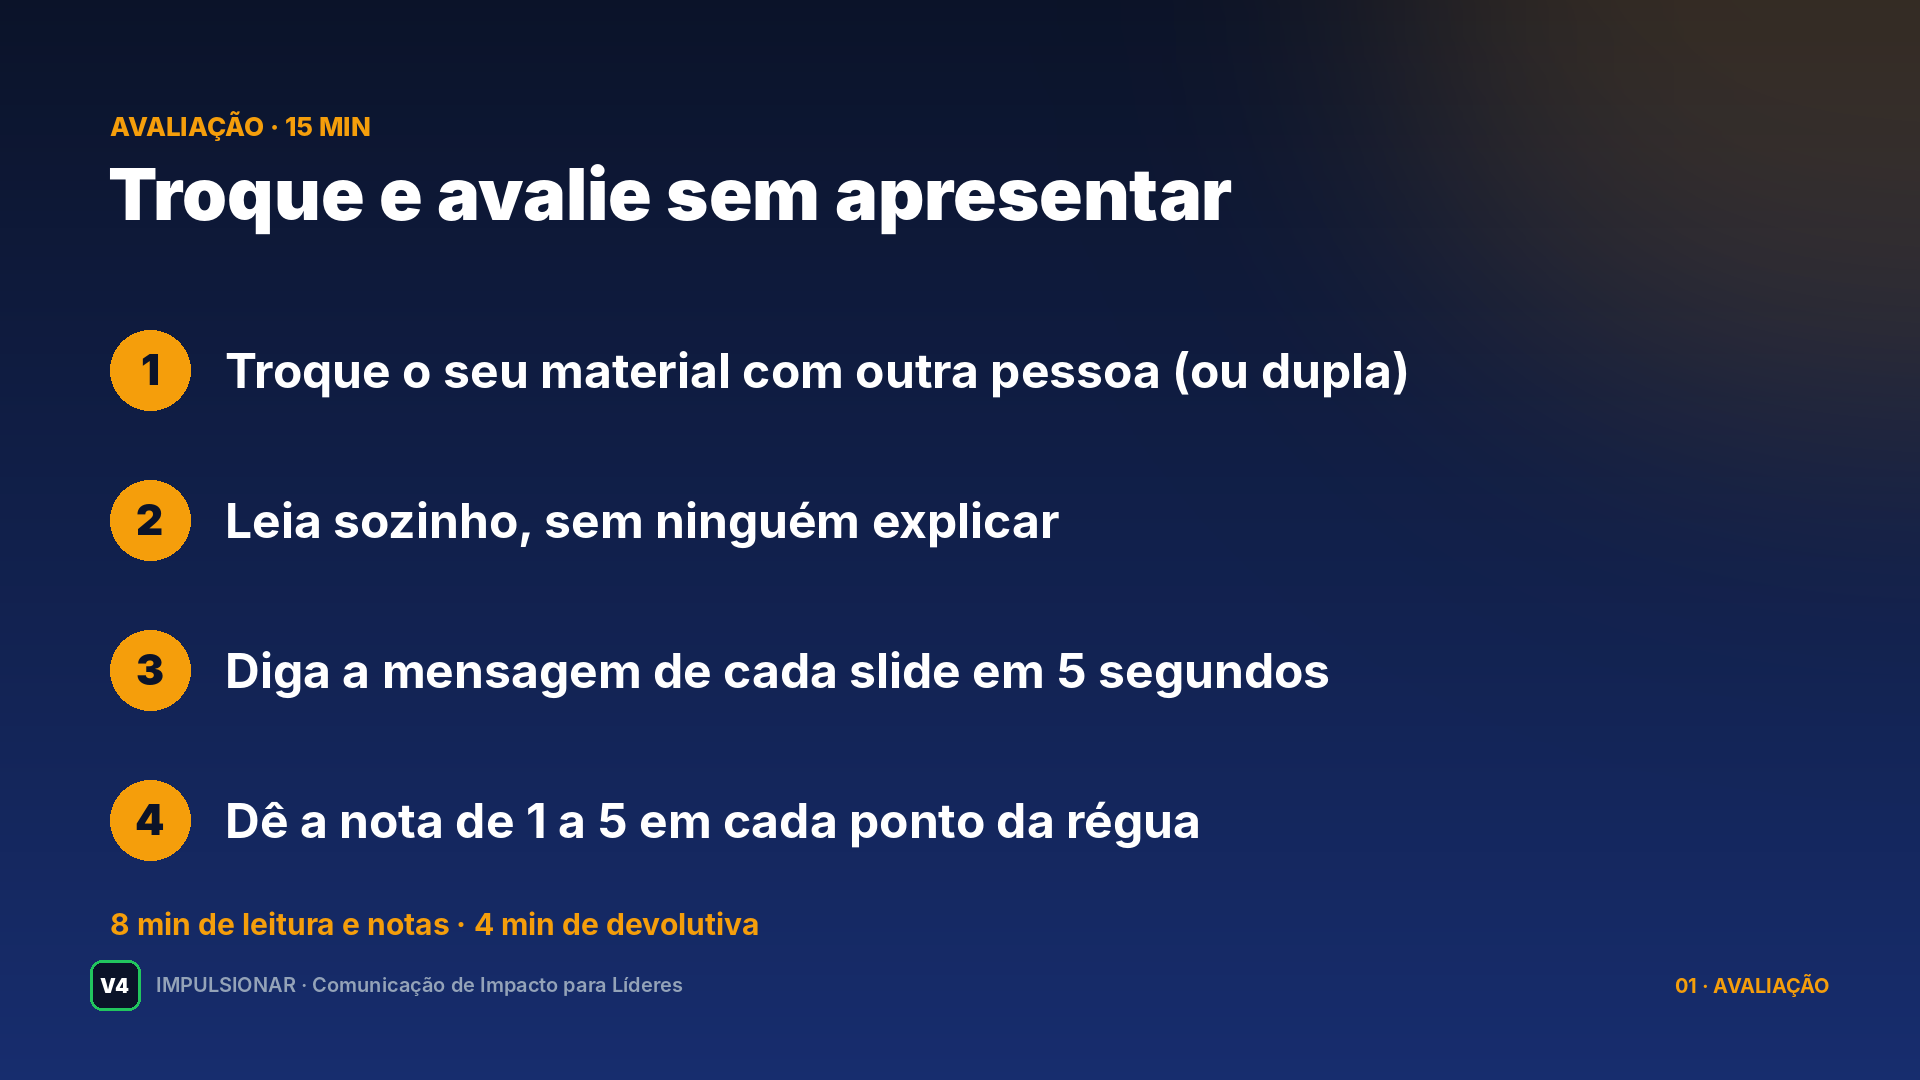 AVALIAÇÃO · 15 MIN
Troque e avalie sem apresentar
1 Troque o seu material com outra pessoa (ou dupla)
2 Leia sozinho, sem ninguém explicar
3 Diga a mensagem de cada slide em 5 segundos
4 Dê a nota de 1 a 5 em cada ponto da régua
8 min de leitura e notas · 4 min de devolutiva
V4 IMPULSIONAR · Comunicação de Impacto para Líderes
01 · AVALIAÇÃO